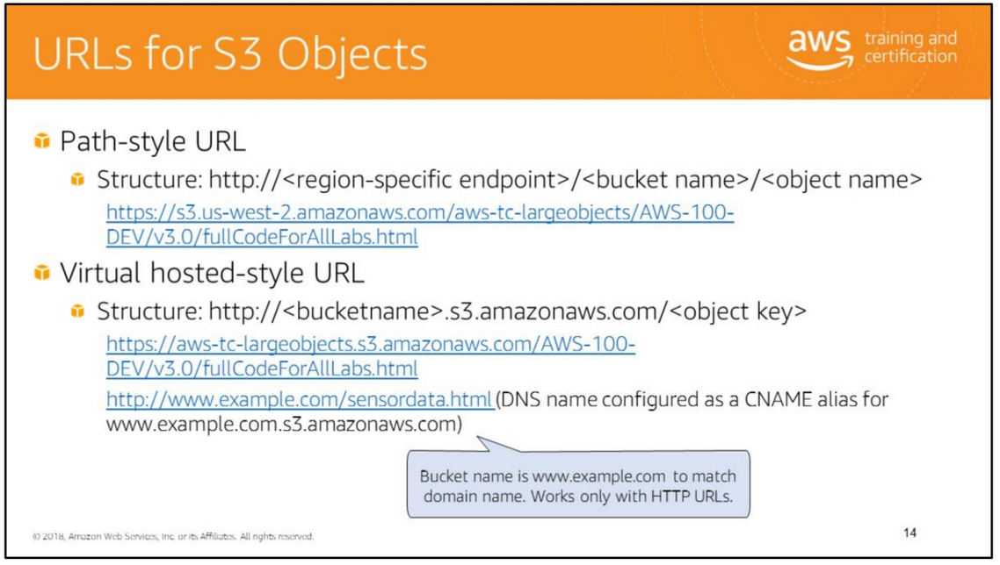 URLs for S3 Objects
aws training and
certification
Path-style URL
Structure: http://<region-specific endpoint>/<bucket name>/<object name>
https://s3.us-west-2.amazonaws.com/aws-tc-largeobjects/AWS-100-
DEV/v3.0/fullCodeForAllLabs.html
Virtual hosted-style URL
Structure: http://<bucketname>.s3.amazonaws.com/<object key>
https://aws-tc-largeobjects.s3.amazonaws.com/AWS-100-
DEV/v3.0/fullCodeForAllLabs.html
http://www.example.com/sensordata.html (DNS name configured as a CNAME alias for
www.example.com.s3.amazonaws.com)
Bucket name is www.example.com to match
domain name. Works only with HTTP URLs.
© 2018, Amazon Web Services, Inc. or its Affiliates. All rights reserved.
14